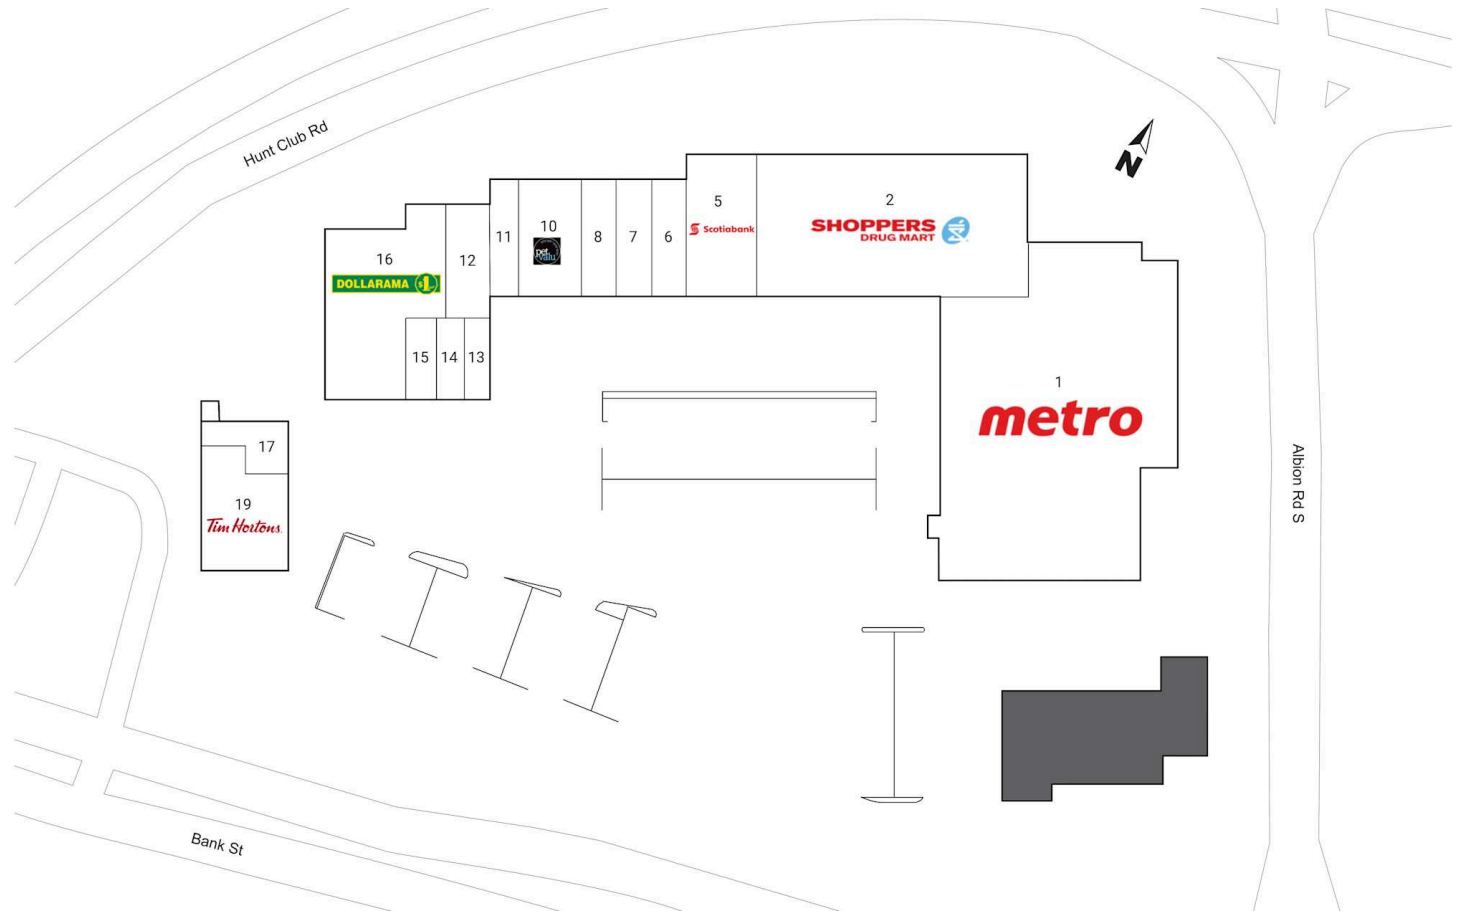 Hunt Club Rd
N
5
Scotiabank
2
SHOPPERS
DRUG MART
11
10
pet
valu
8
7
6
16
DOLLARAMA $1
12
15
14
13
1
metro
17
19
Tim Hortons.
Albion Rd S
Bank St